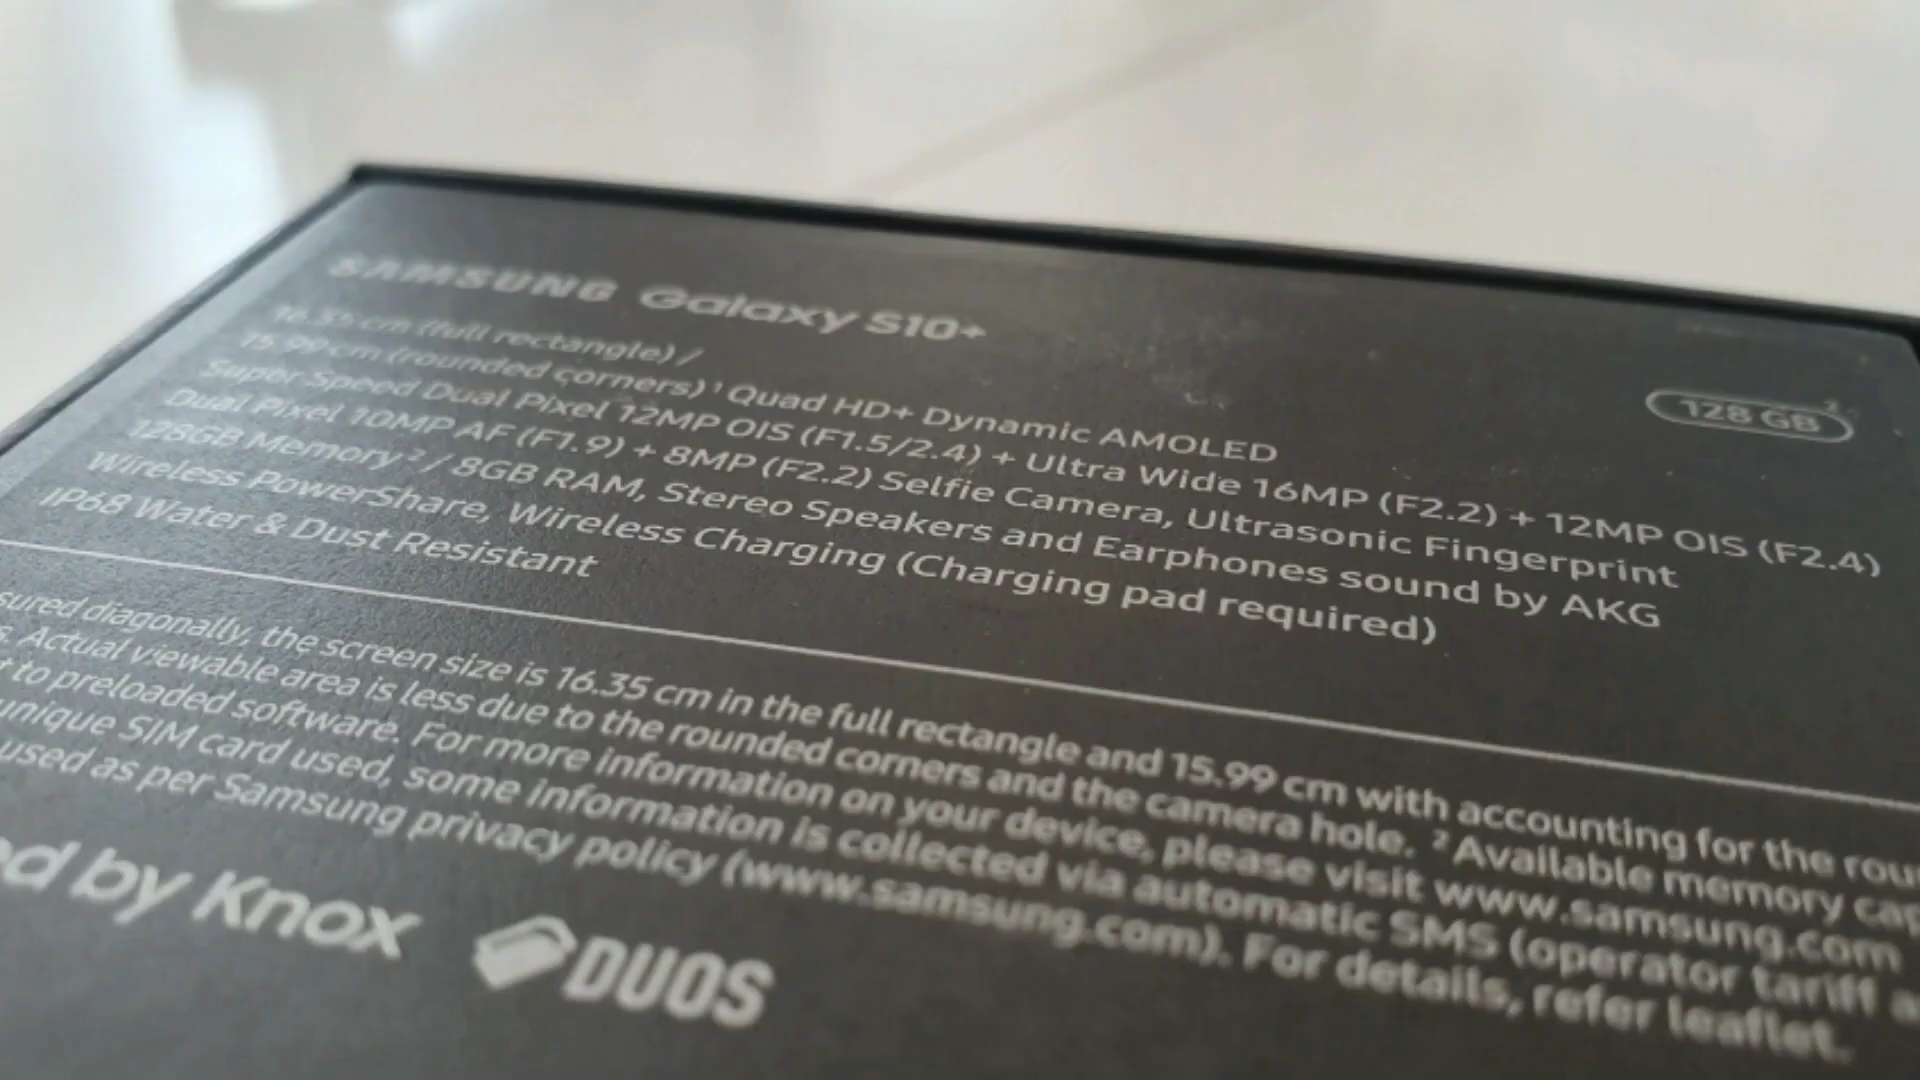 SAMSUNG Galaxy S10+
128 GB 2
16.35 cm (full rectangle) /
15.99 cm (rounded corners) 1 Quad HD+ Dynamic AMOLED
Super Speed Dual Pixel 12MP OIS (F1.5/2.4) + Ultra Wide 16MP (F2.2) + 12MP OIS (F2.4)
Dual Pixel 10MP AF (F1.9) + 8MP (F2.2) Selfie Camera, Ultrasonic Fingerprint
128GB Memory 2 / 8GB RAM, Stereo Speakers and Earphones sound by AKG
Wireless PowerShare, Wireless Charging (Charging pad required)
IP68 Water & Dust Resistant
sured diagonally, the screen size is 16.35 cm in the full rectangle and 15.99 cm with accounting for the roun
s. Actual viewable area is less due to the rounded corners and the camera hole. 2 Available memory cap
t to preloaded software. For more information on your device, please visit www.samsung.com
unique SIM card used, some information is collected via automatic SMS (operator tariff a
used as per Samsung privacy policy (www.samsung.com). For details, refer leaflet.
ed by Knox DUOS